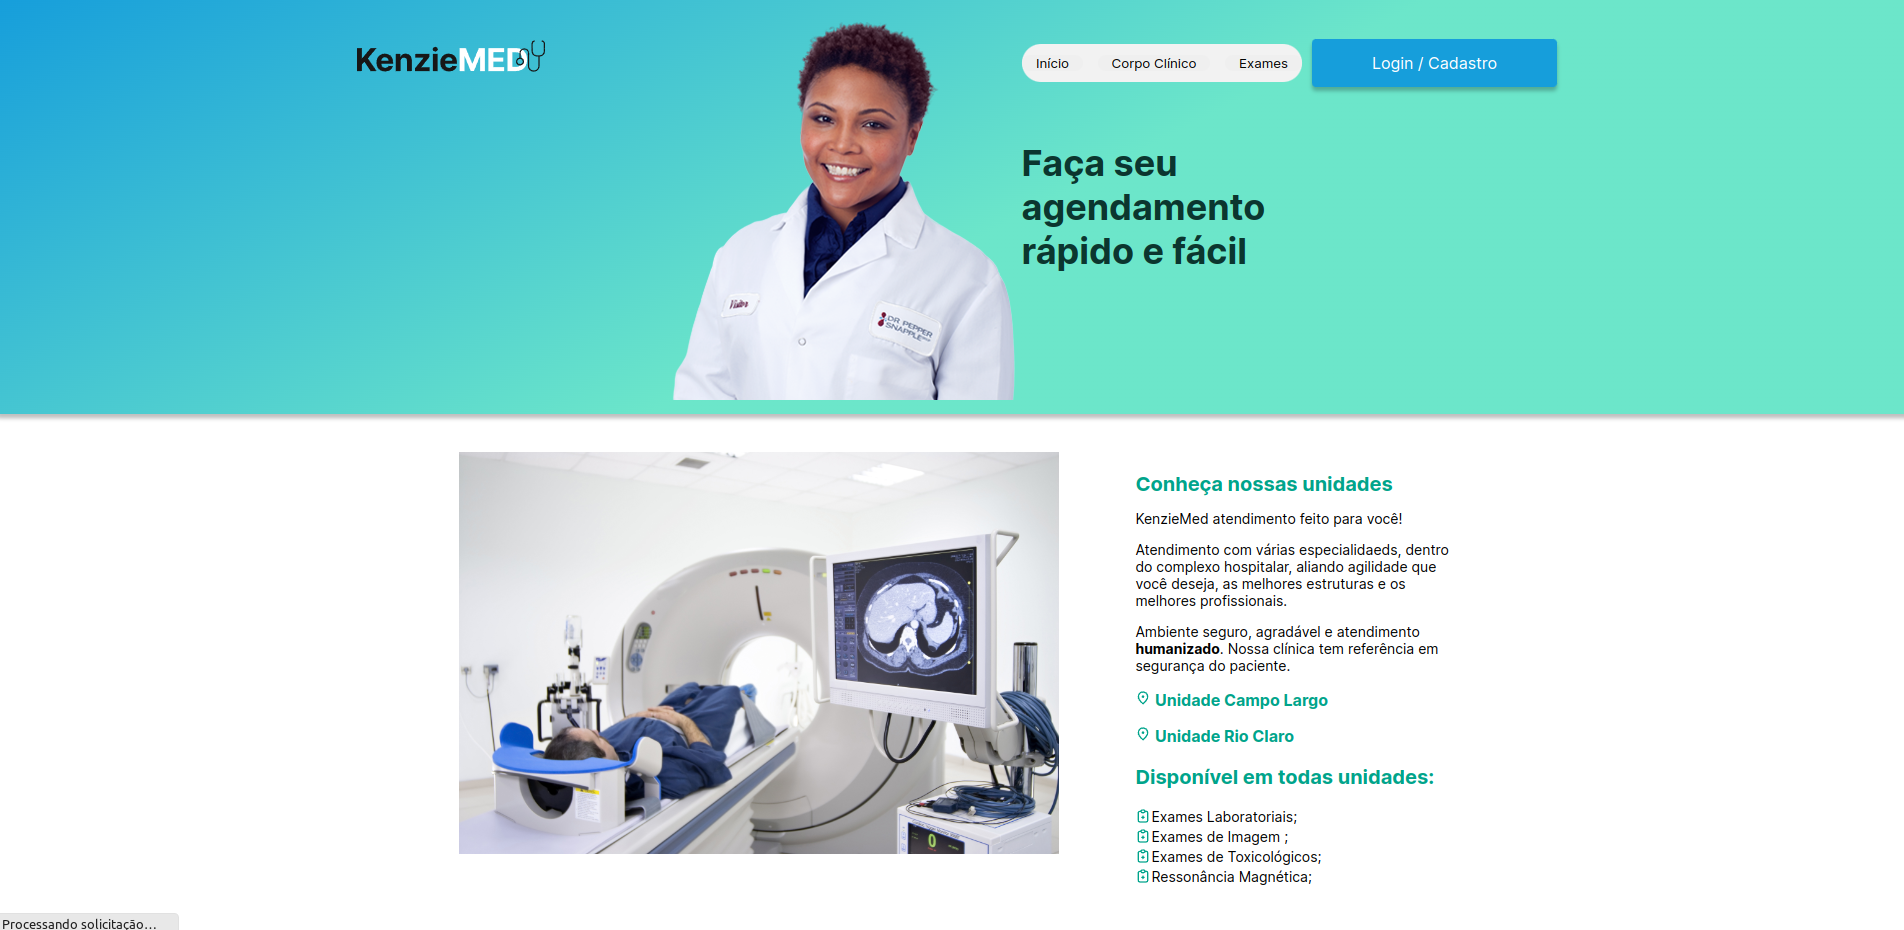 KenzieMED
Início
Corpo Clínico
Exames
Login / Cadastro
Faça seu
agendamento
rápido e fácil
DR PEPPER
SNAPPLE
Conheça nossas unidades
KenzieMed atendimento feito para você!
Atendimento com várias especialidaeds, dentro
do complexo hospitalar, aliando agilidade que
você deseja, as melhores estruturas e os
melhores profissionais.
Ambiente seguro, agradável e atendimento
humanizado. Nossa clínica tem referência em
segurança do paciente.
Unidade Campo Largo
Unidade Rio Claro
Disponível em todas unidades:
Exames Laboratoriais;
Exames de Imagem ;
Exames de Toxicológicos;
Ressonância Magnética;
0
Processando solicitação...